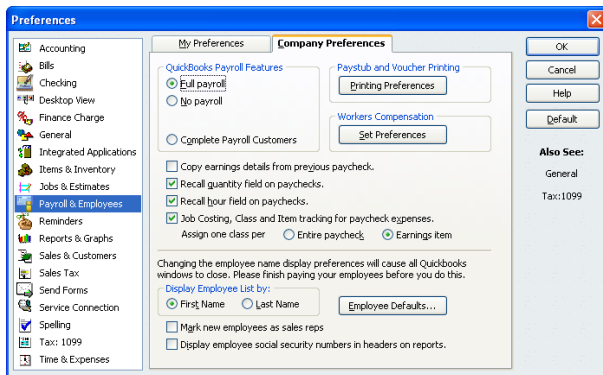 Preferences
Accounting
Bills
Checking
Desktop View
Finance Charge
General
Integrated Applications
Items & Inventory
Jobs & Estimates
Payroll & Employees
Reminders
Reports & Graphs
Sales & Customers
Sales Tax
Send Forms
Service Connection
Spelling
Tax: 1099
Time & Expenses
My Preferences
Company Preferences
QuickBooks Payroll Features
Full payroll
No payroll
Complete Payroll Customers
Paystub and Voucher Printing
Printing Preferences
Workers Compensation
Set Preferences
Copy earnings details from previous paycheck.
Recall quantity field on paychecks.
Recall hour field on paychecks.
Job Costing, Class and Item tracking for paycheck expenses.
Assign one class per Entire paycheck Earnings item
Changing the employee name display preferences will cause all Quickbooks
windows to close. Please finish paying your employees before you do this.
Display Employee List by:
First Name Last Name
Employee Defaults...
Mark new employees as sales reps
Display employee social security numbers in headers on reports.
OK
Cancel
Help
Default
Also See:
General
Tax:1099